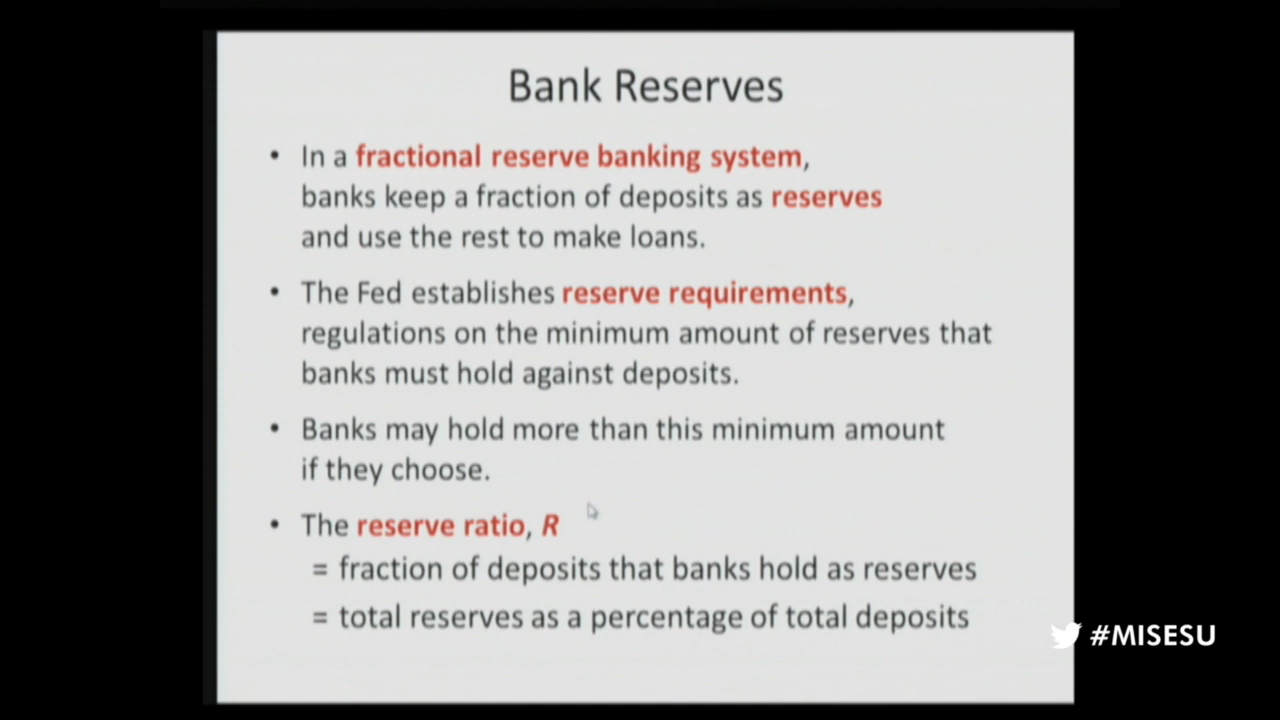 Bank Reserves
• In a fractional reserve banking system,
banks keep a fraction of deposits as reserves
and use the rest to make loans.
• The Fed establishes reserve requirements,
regulations on the minimum amount of reserves that
banks must hold against deposits.
• Banks may hold more than this minimum amount
if they choose.
• The reserve ratio, R
= fraction of deposits that banks hold as reserves
= total reserves as a percentage of total deposits
#MISESU